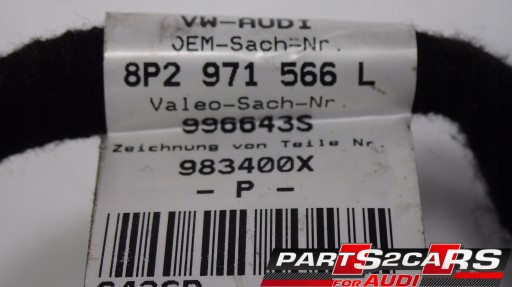 VW-AUDI
OEM-Sach-Nr.
8P2 971 566 L
Valeo-Sach-Nr.
996643S
Zeichnung von Teile Nr.
983400X
- P -
PARTS2CARS
FOR AUDI